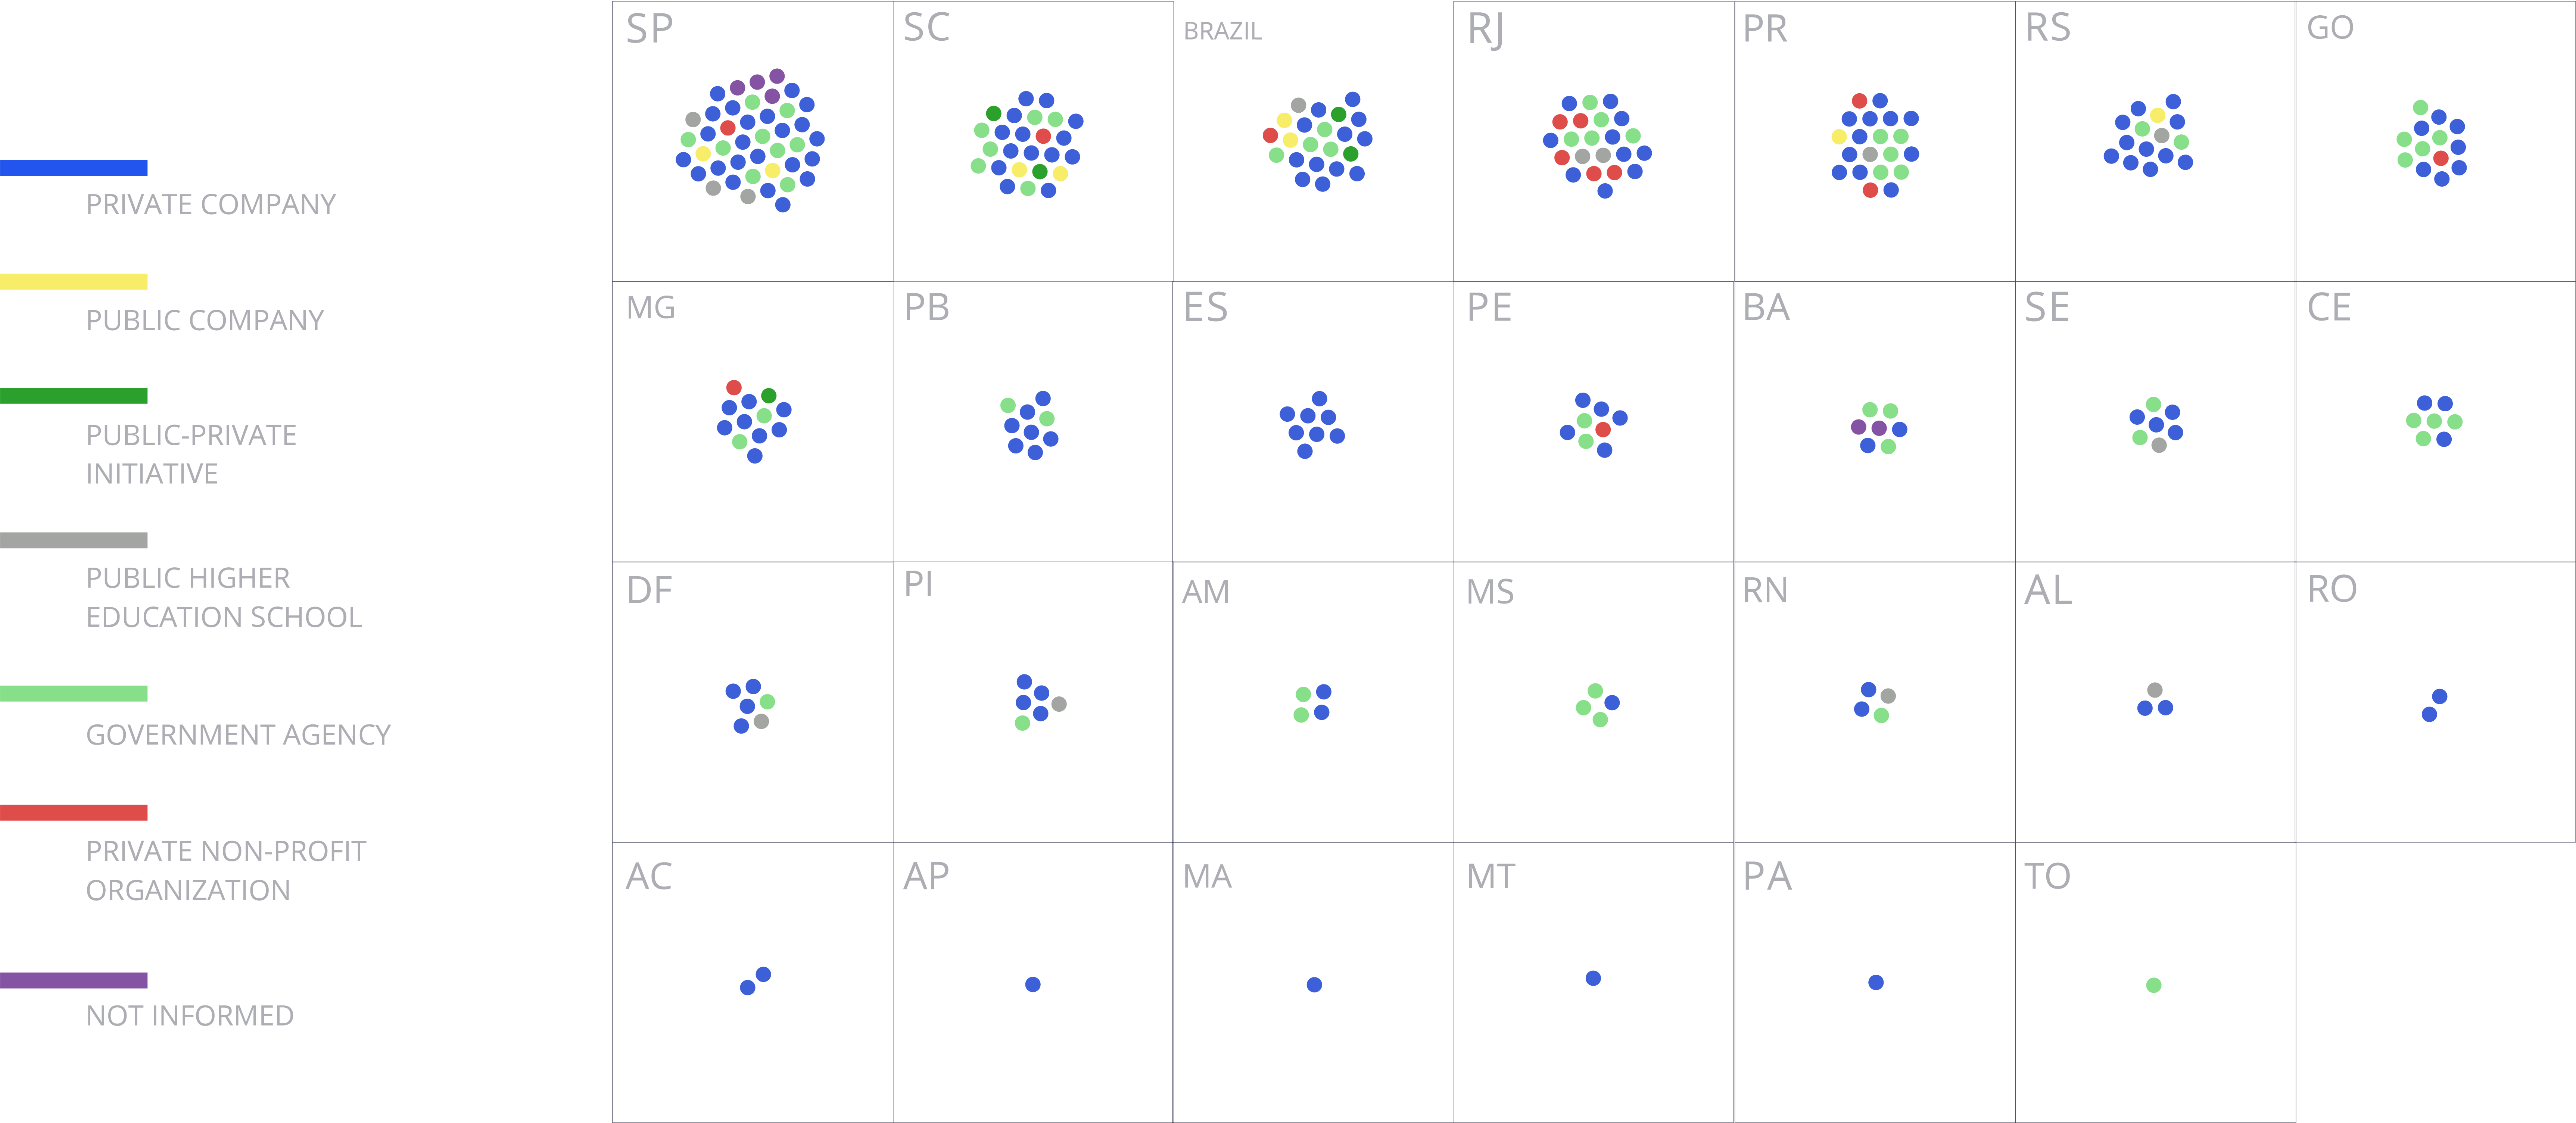 PRIVATE COMPANY
PUBLIC COMPANY
PUBLIC-PRIVATE
INITIATIVE
PUBLIC HIGHER
EDUCATION SCHOOL
GOVERNMENT AGENCY
PRIVATE NON-PROFIT
ORGANIZATION
NOT INFORMED
SP
SC
BRAZIL
RJ
PR
RS
GO
MG
PB
ES
PE
BA
SE
CE
DF
PI
AM
MS
RN
AL
RO
AC
AP
MA
MT
PA
TO